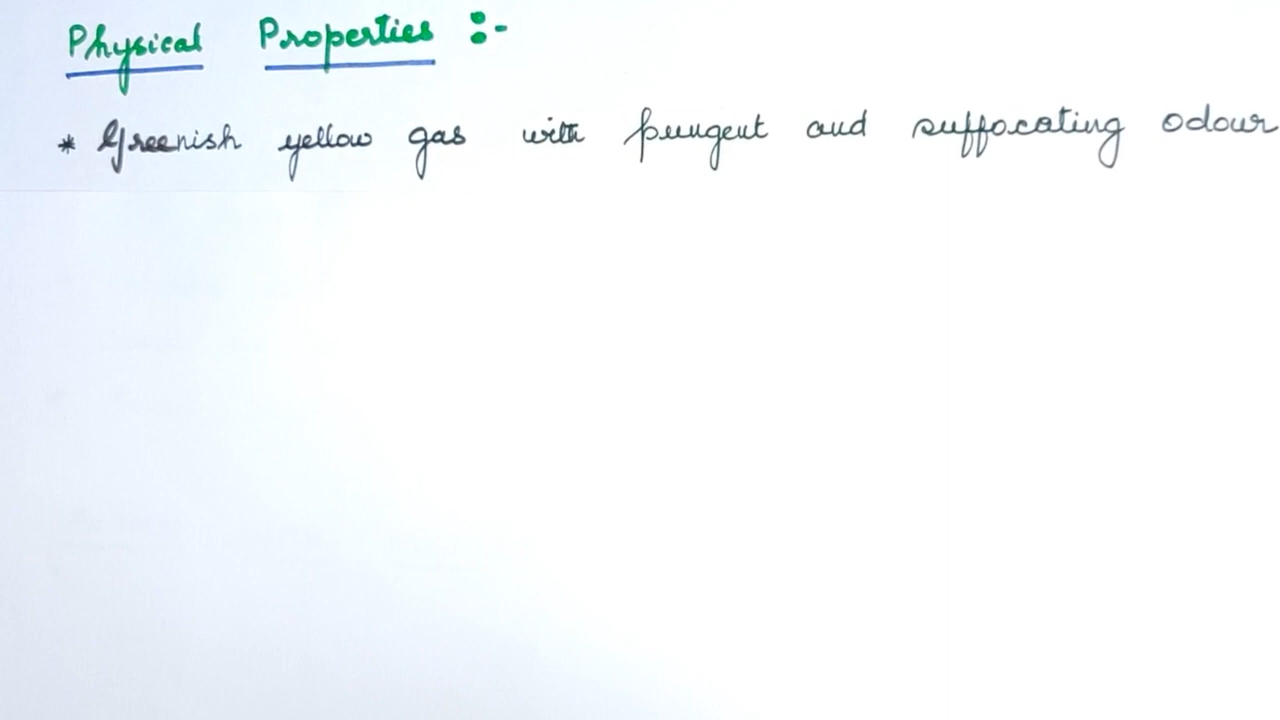 Physical Properties :-
* Greenish yellow gas with pungent and suffocating odour